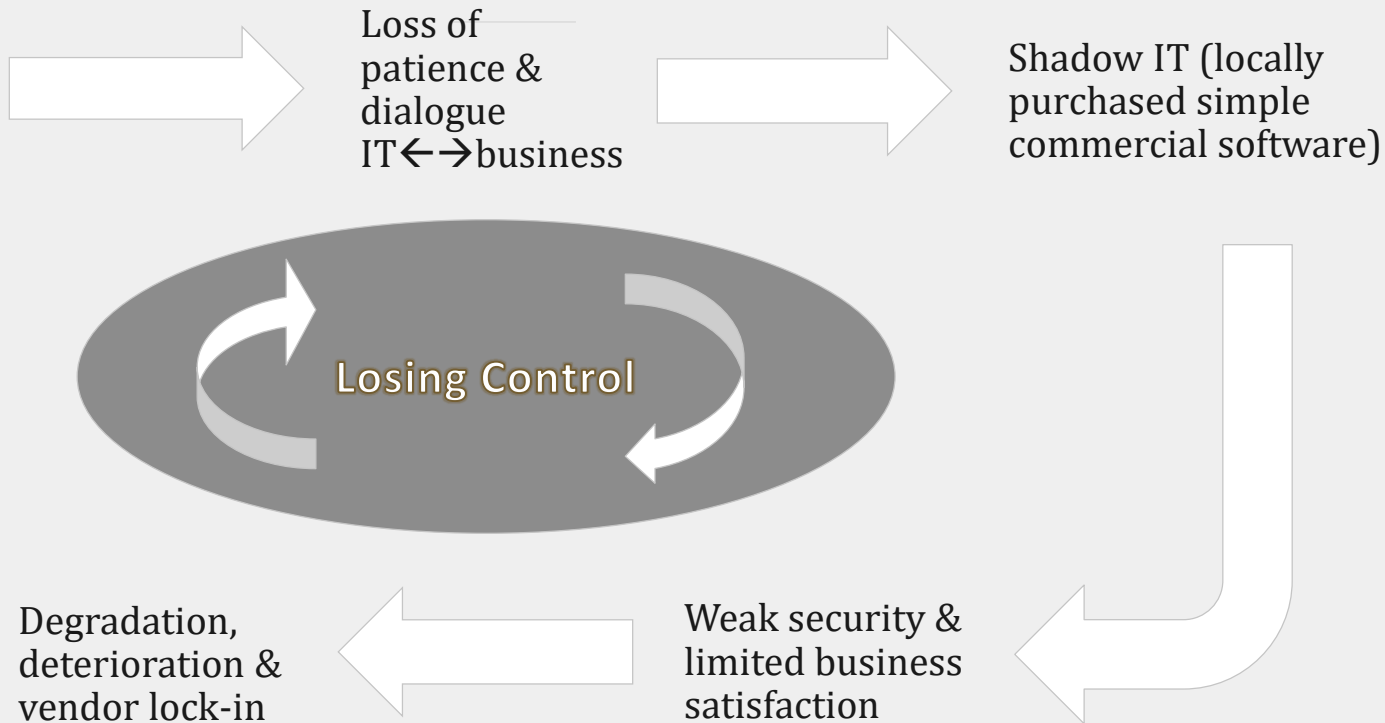 Loss of
patience &
dialogue
IT←→business
Shadow IT (locally
purchased simple
commercial software)
Losing Control
Weak security &
limited business
satisfaction
Degradation,
deterioration &
vendor lock-in